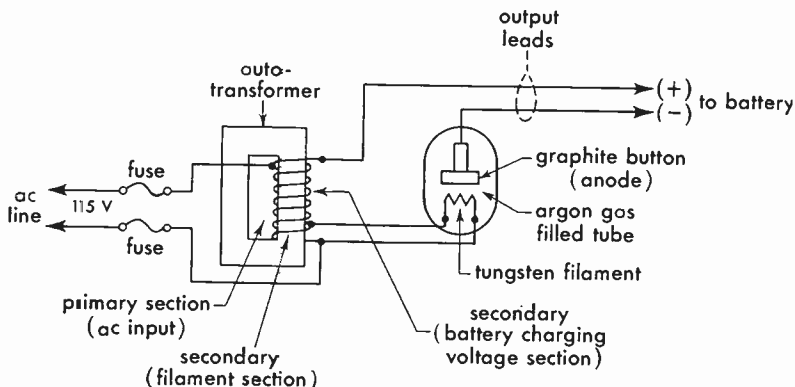 output
leads
auto-
transformer
(+)
(-)
to battery
fuse
graphite button
(anode)
ac
line
115 V
argon gas
filled tube
fuse
tungsten filament
primary section
(ac input)
secondary
(battery charging
voltage section)
secondary
(filament section)